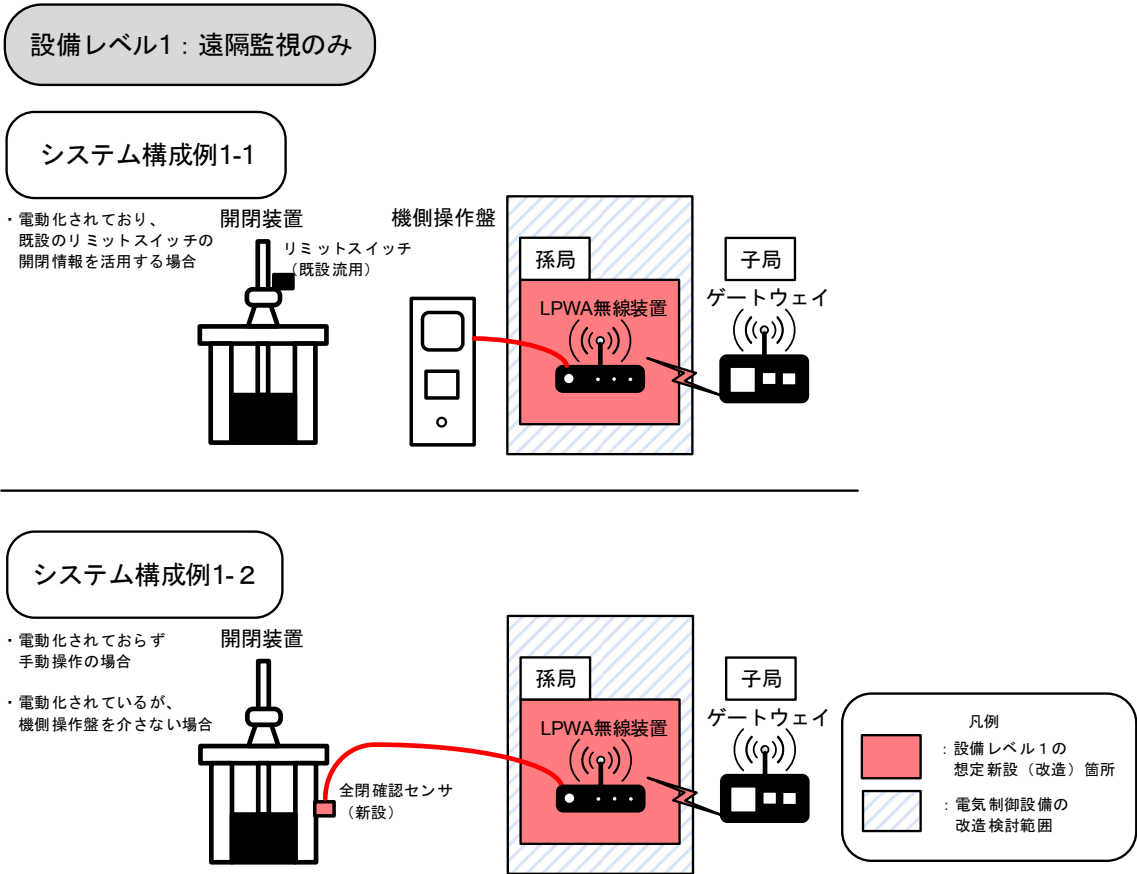 設備レベル1：遠隔監視のみ
システム構成例1-1
・電動化されており、
既設のリミットスイッチの
開閉情報を活用する場合
開閉装置
リミットスイッチ
（既設流用）
機側操作盤
孫局
LPWA無線装置
子局
ゲートウェイ
システム構成例1-２
・電動化されておらず
手動操作の場合
・電動化されているが、
機側操作盤を介さない場合
開閉装置
全閉確認センサ
（新設）
孫局
LPWA無線装置
子局
ゲートウェイ
凡例
：設備レベル１の
想定新設（改造）箇所
：電気制御設備の
改造検討範囲